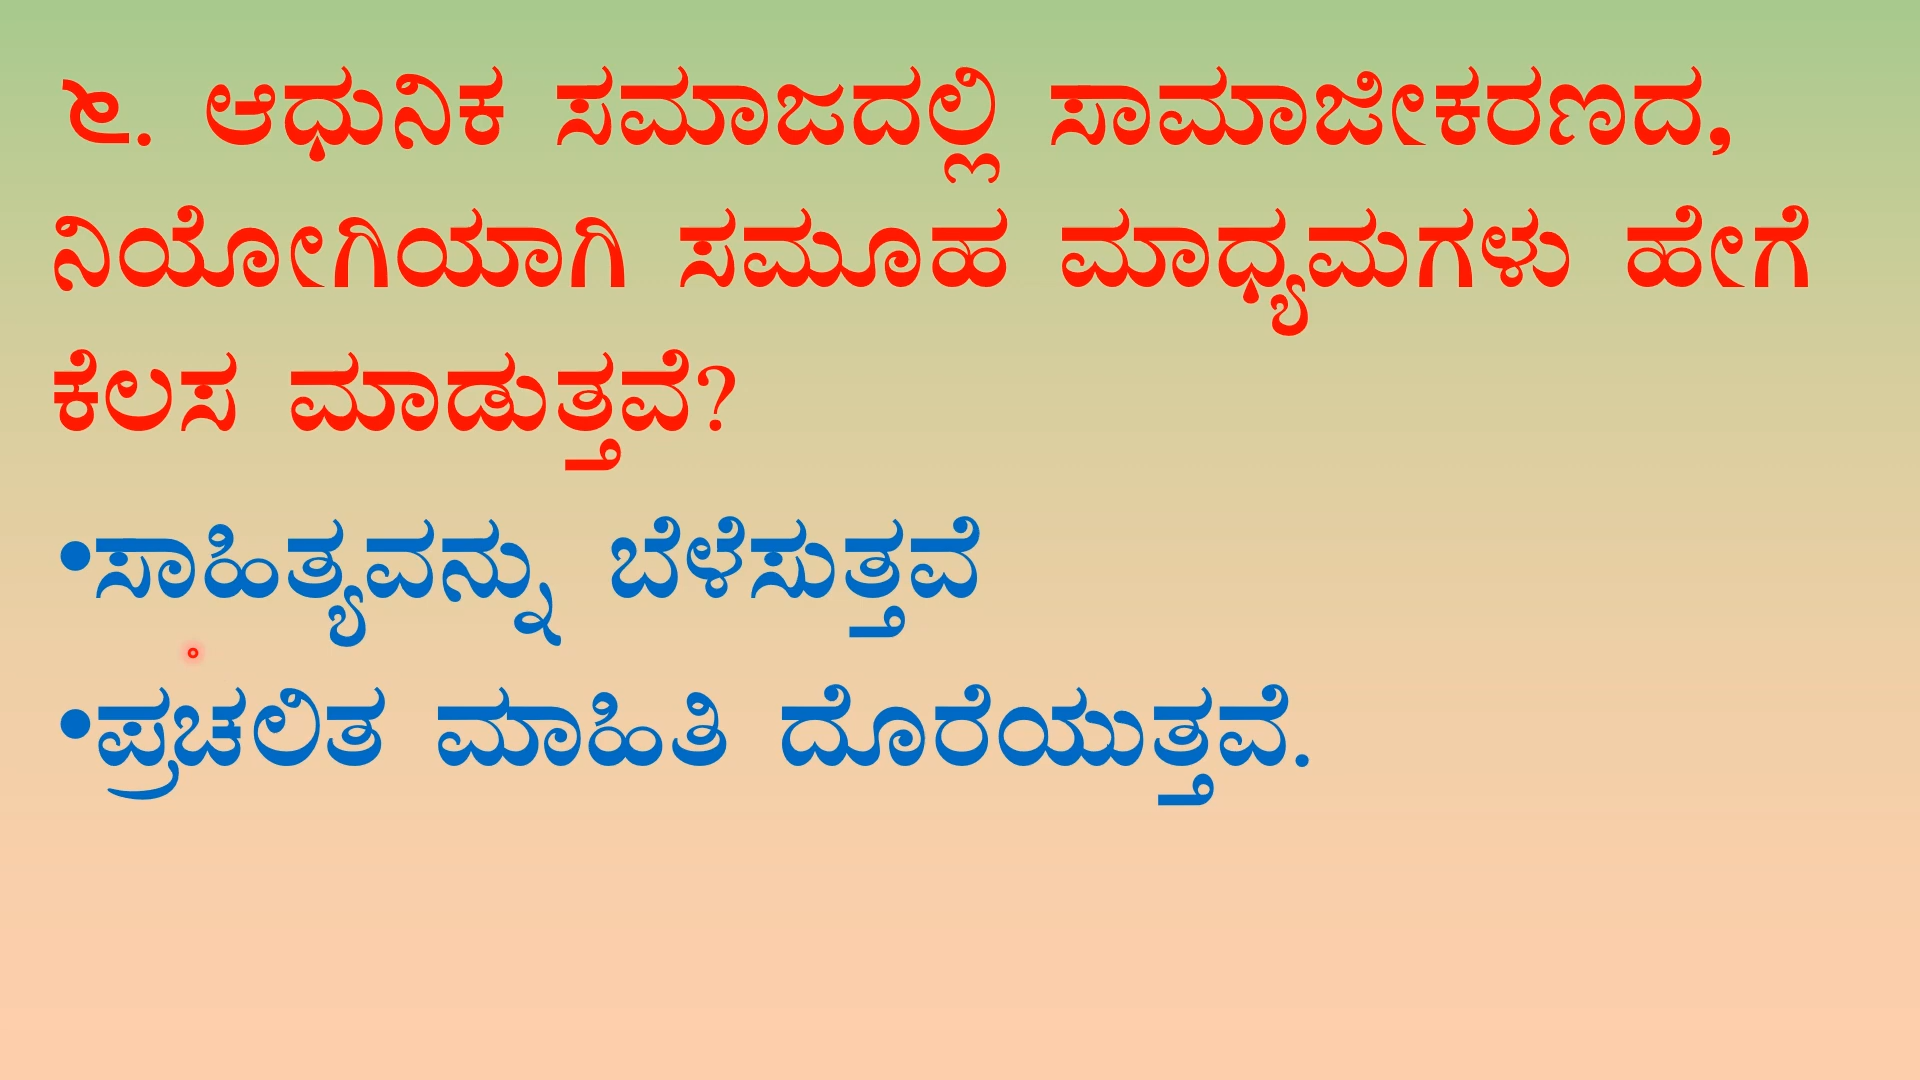 ೬. ಆಧುನಿಕ ಸಮಾಜದಲ್ಲಿ ಸಾಮಾಜೀಕರಣದ,
ನಿಯೋಗಿಯಾಗಿ ಸಮೂಹ ಮಾಧ್ಯಮಗಳು ಹೇಗೆ
ಕೆಲಸ ಮಾಡುತ್ತವೆ?
•ಸಾಹಿತ್ಯವನ್ನು ಬೆಳೆಸುತ್ತವೆ
•ಪ್ರಚಲಿತ ಮಾಹಿತಿ ದೊರೆಯುತ್ತವೆ.